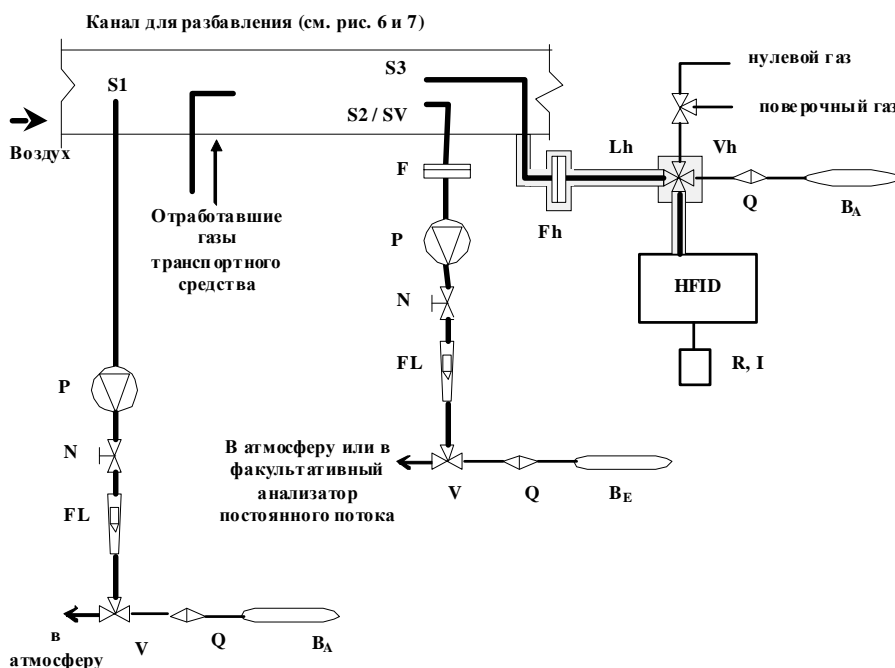 Канал для разбавления (см. рис. 6 и 7)
S1
S3
S2 / SV
Воздух
Отработавшие
газы
транспортного
средства
нулевой газ
поверочный газ
Lh
Vh
F
Fh
Q
BA
P
HFID
N
FL
R, I
P
В атмосферу или в
факультативный
анализатор
постоянного потока
N
V
Q
BE
FL
в
атмосферу
V
Q
BA